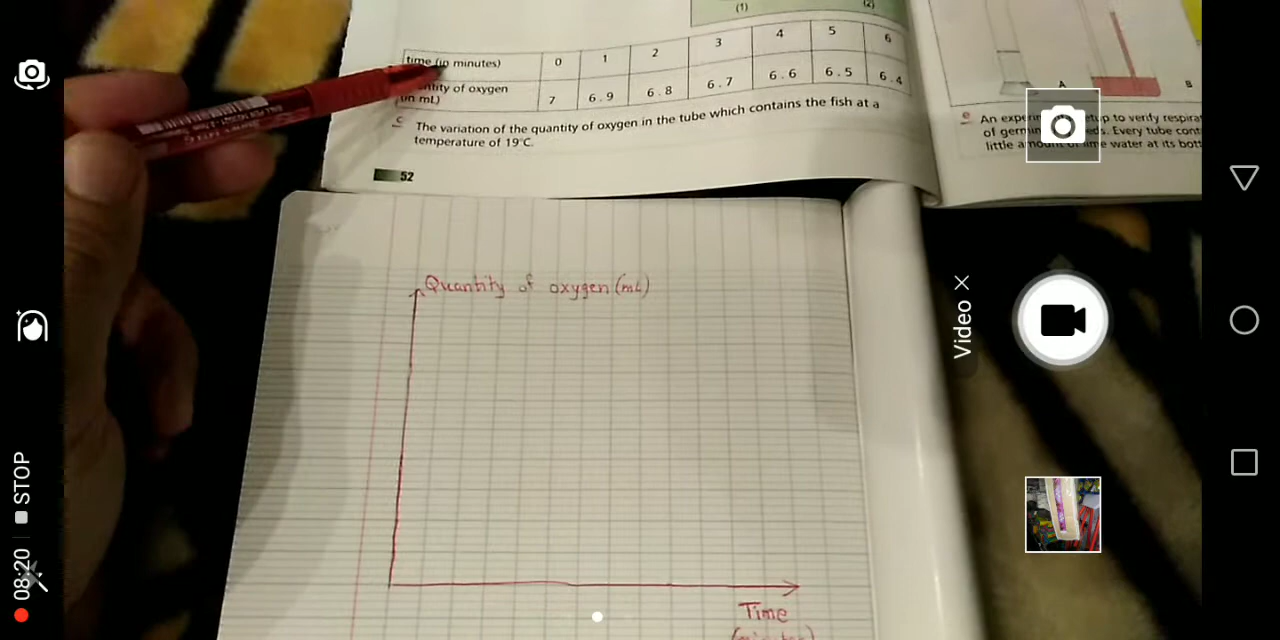 (1) (2)
time (in minutes) 0 1 2 3 4 5 6
ntity of oxygen 7 6.9 6.8 6.7 6.6 6.5 6.4
(in mL)
c The variation of the quantity of oxygen in the tube which contains the fish at a
temperature of 19°C.
52
A B
e An exper up to verify respira
of germ ds. Every tube cont
little me water at its bott
Quantity of oxygen (mL)
Time
Video ×
08:20 STOP